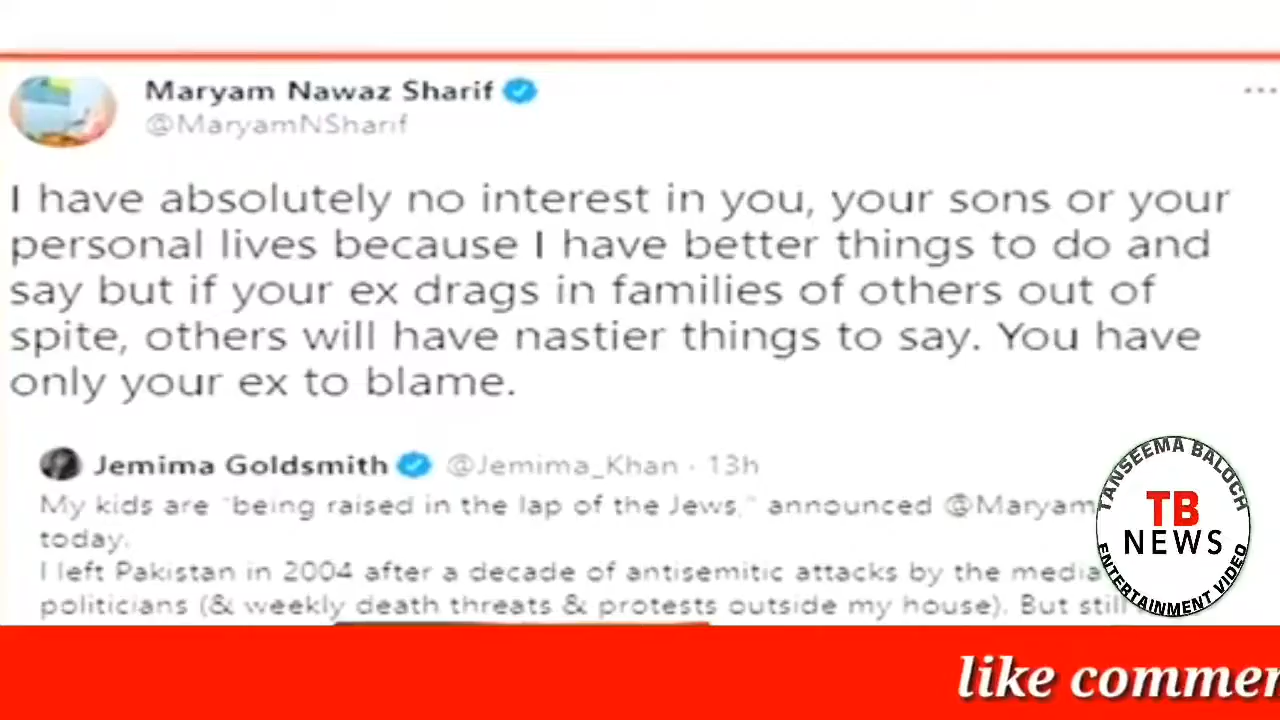 Maryam Nawaz Sharif
@MaryamNSharif
I have absolutely no interest in you, your sons or your
personal lives because I have better things to do and
say but if your ex drags in families of others out of
spite, others will have nastier things to say. You have
only your ex to blame.
Jemima Goldsmith @Jemima_Khan · 13h
My kids are “being raised in the lap of the Jews,” announced @Maryam
today.
I left Pakistan in 2004 after a decade of antisemitic attacks by the media
politicians (& weekly death threats & protests outside my house). But still
TANSEEMA BALOCH
TB
NEWS
ENTERTAINMENT VIDEO
like commen